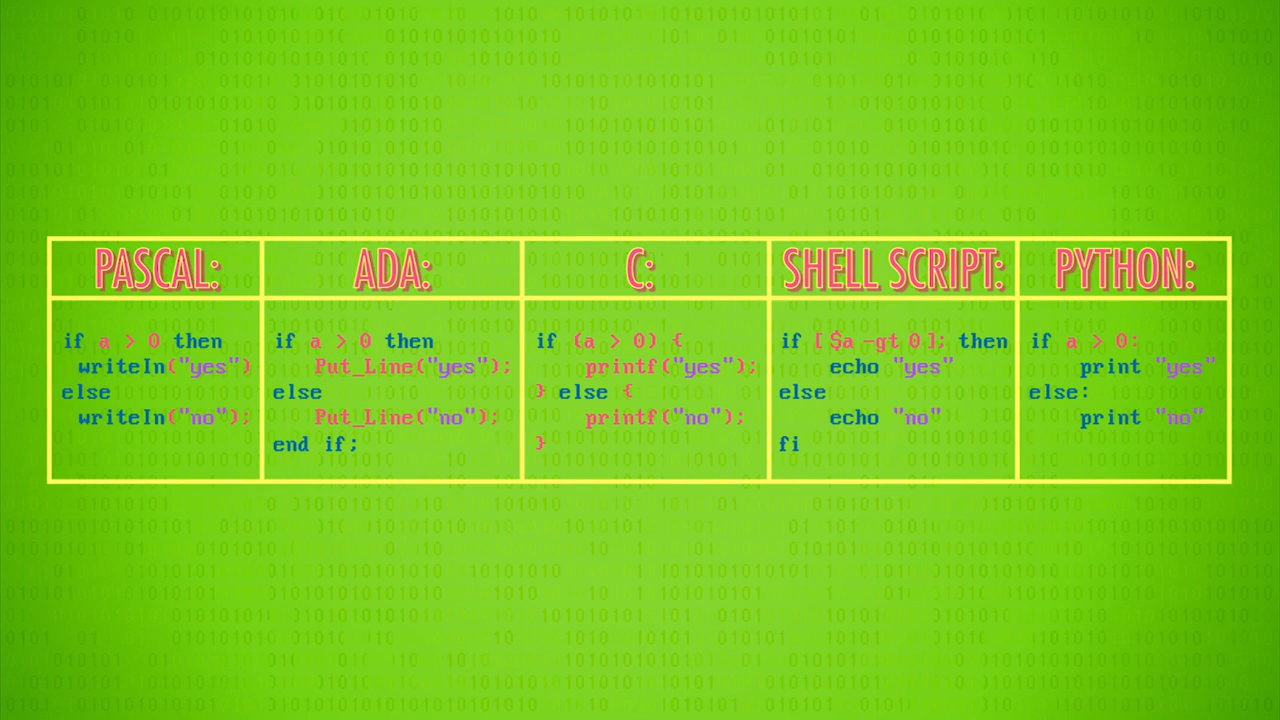 PASCAL:
if a > 0 then
writeIn("yes")
else
writeIn("no");
ADA:
if a > 0 then
Put_Line("yes");
else
Put_Line("no");
end if;
C:
if (a > 0) {
printf("yes");
} else {
printf("no");
}
SHELL SCRIPT:
if [ $a -gt 0 ]; then
echo "yes"
else
echo "no"
fi
PYTHON:
if a > 0:
print "yes"
else:
print "no"